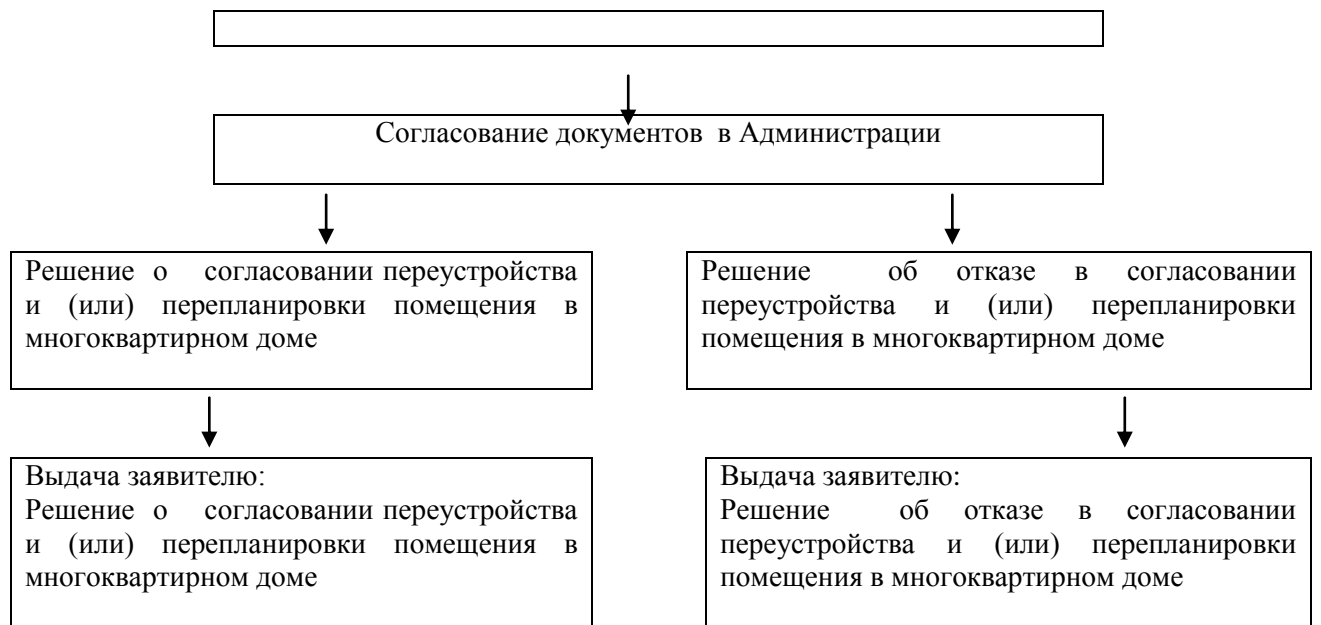 Согласование документов в Администрации
Решение о согласовании переустройства
и (или) перепланировки помещения в
многоквартирном доме
Решение об отказе в согласовании
переустройства и (или) перепланировки
помещения в многоквартирном доме
Выдача заявителю:
Решение о согласовании переустройства
и (или) перепланировки помещения в
многоквартирном доме
Выдача заявителю:
Решение об отказе в согласовании
переустройства и (или) перепланировки
помещения в многоквартирном доме